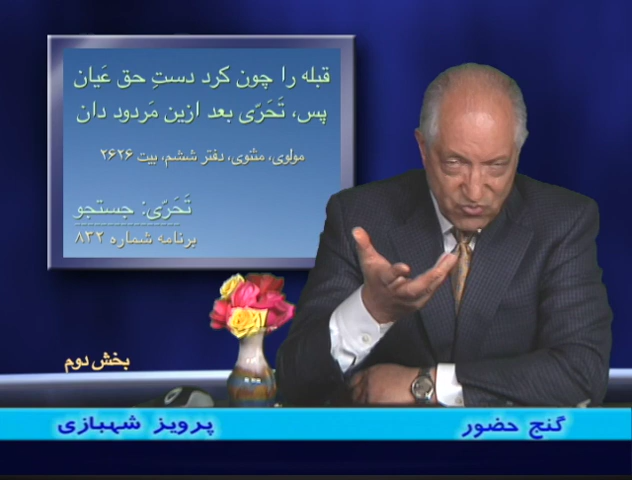 قبله را چون کرد دستِ حق عَیان
پس، تَحَرّی بعد ازین مَردود دان
مولوی، مثنوی، دفتر ششم، بیت ۲۶۲۶
تَحَرّی: جستجو
برنامه شماره ۸۳۲
بخش دوم
گنج حضور
پرویز شهبازی